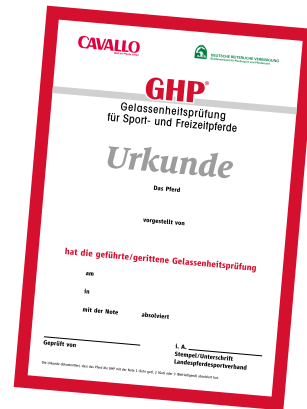 CAVALLO
DEUTSCHE REITERLICHE VEREINIGUNG
GHP®
Gelassenheitsprüfung
für Sport- und Freizeitpferde
Urkunde
Das Pferd
vorgestellt von
hat die geführte/gerittene Gelassenheitsprüfung
am
in
mit der Note absolviert
Geprüft von
i. A.
Stempel/Unterschrift
Landespferdesportverband